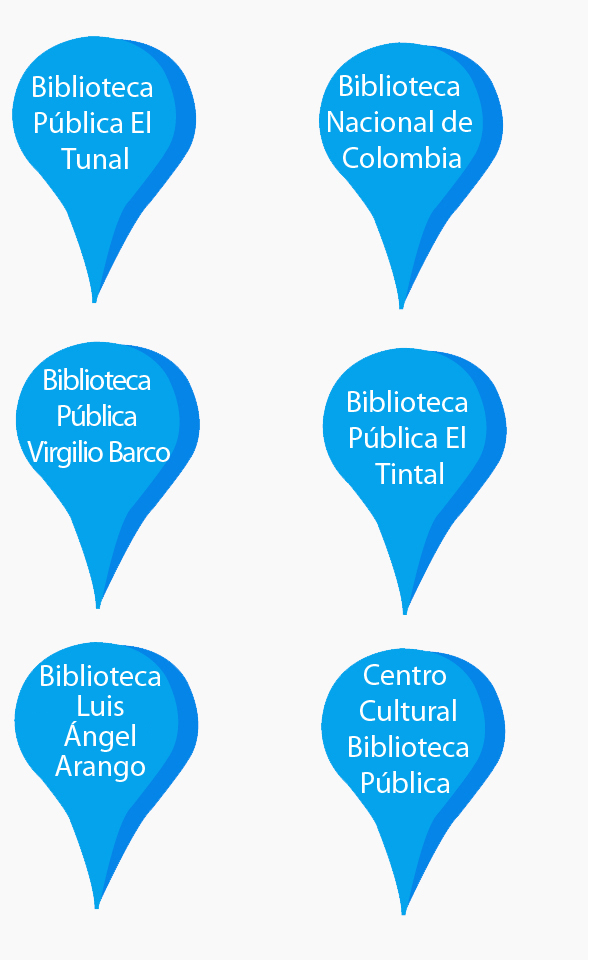 Biblioteca
Pública El
Tunal
Biblioteca
Nacional de
Colombia
Biblioteca
Pública
Virgilio Barco
Biblioteca
Pública El
Tintal
Biblioteca
Luis
Ángel
Arango
Centro
Cultural
Biblioteca
Pública